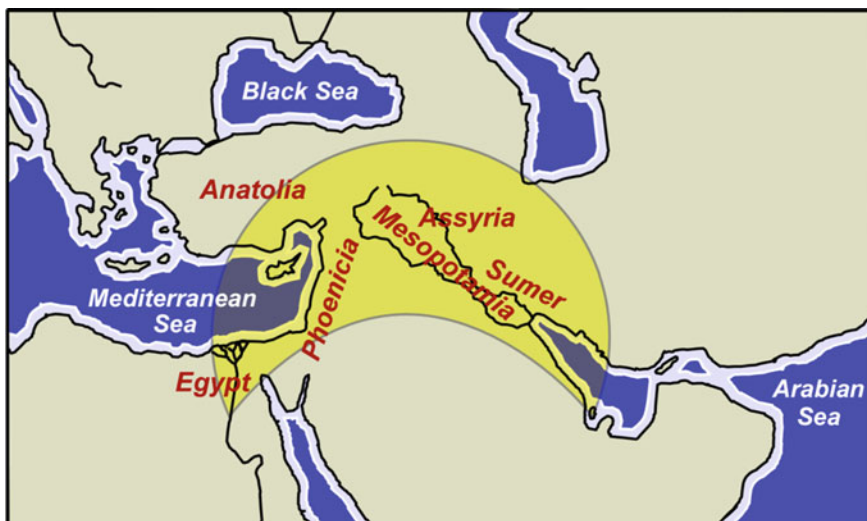 Black Sea
Anatolia
Assyria
Mesopotamia
Sumer
Phoenicia
Mediterranean
Sea
Egypt
Arabian
Sea